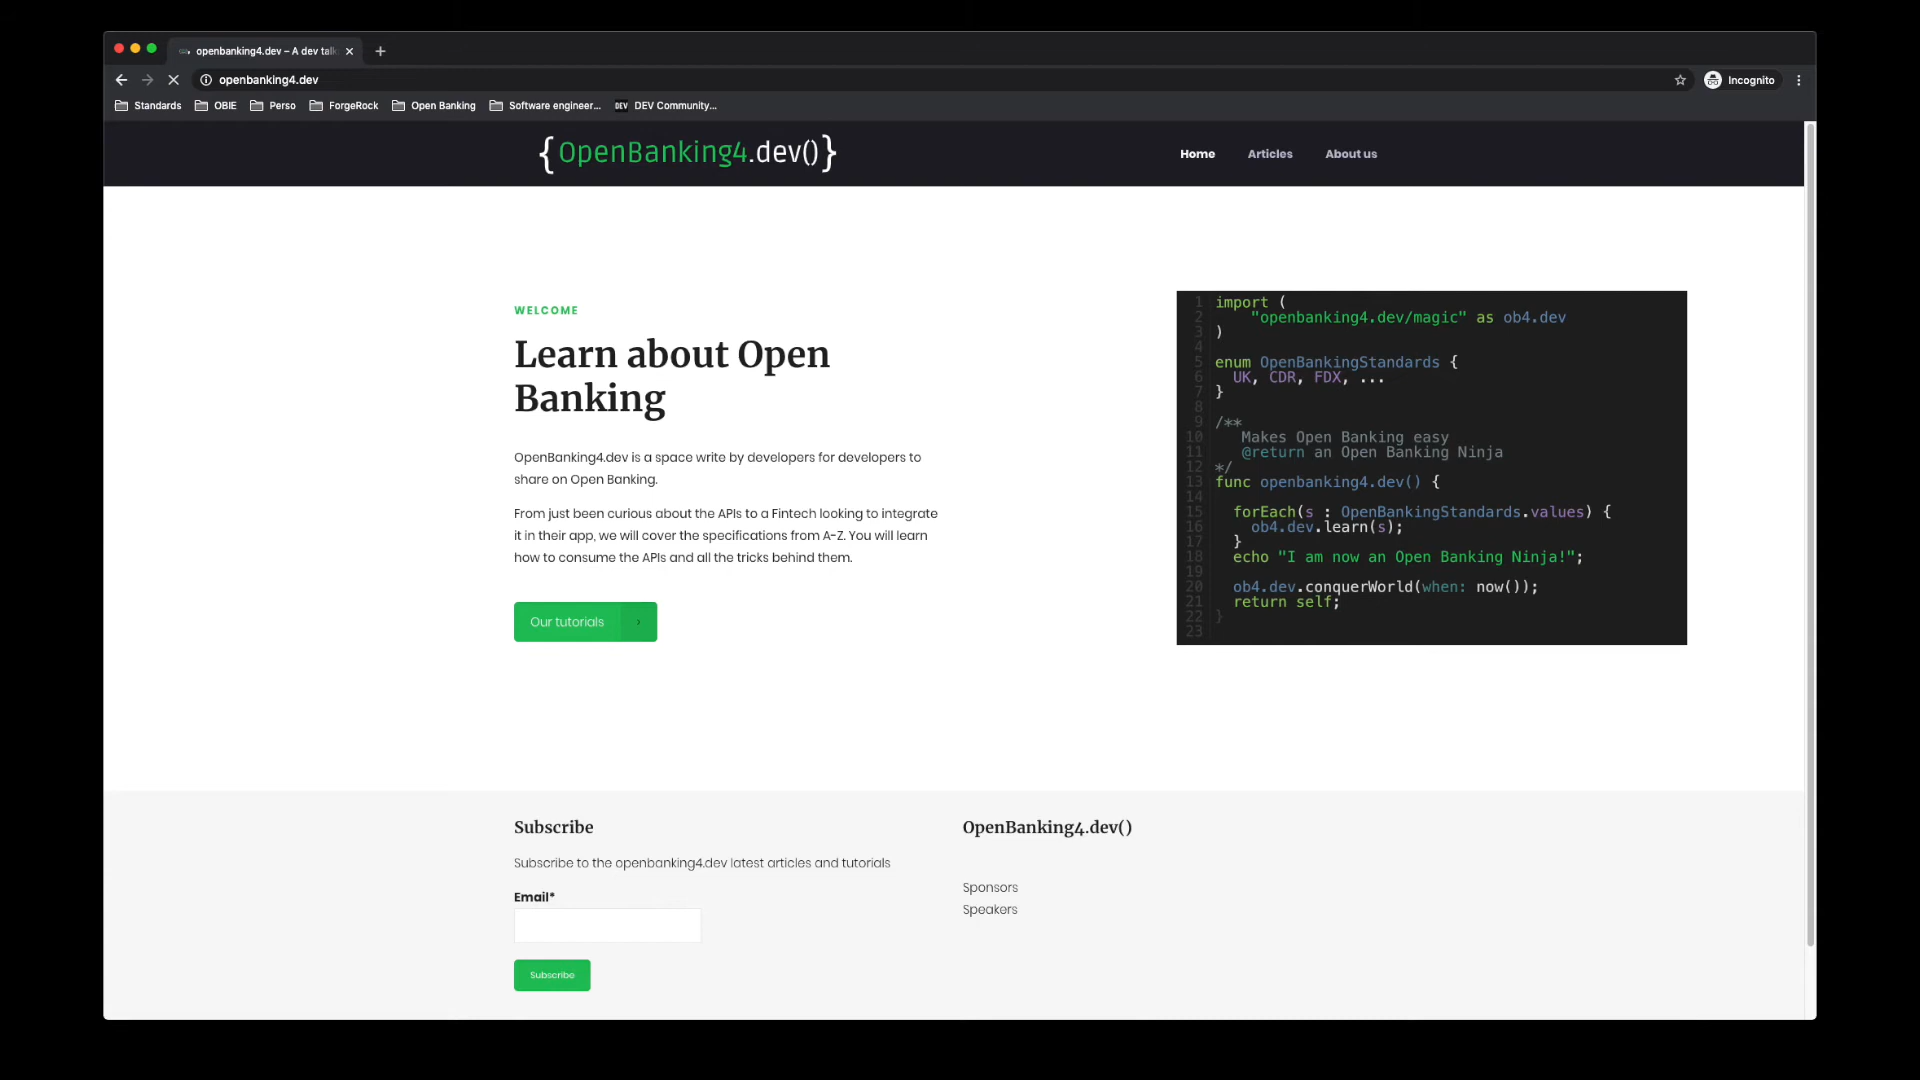 openbanking4.dev – A dev talk
openbanking4.dev
Incognito
Standards OBIE Perso ForgeRock Open Banking Software engineer... DEV DEV Community...
{OpenBanking4.dev()}
Home Articles About us
WELCOME
Learn about Open
Banking
OpenBanking4.dev is a space write by developers for developers to
share on Open Banking.
From just been curious about the APIs to a Fintech looking to integrate
it in their app, we will cover the specifications from A-Z. You will learn
how to consume the APIs and all the tricks behind them.
Our tutorials ›
1 import (
2 "openbanking4.dev/magic" as ob4.dev
3 )
4
5 enum OpenBankingStandards {
6 UK, CDR, FDX, ...
7 }
8
9 /**
10 Makes Open Banking easy
11 @return an Open Banking Ninja
12 */
13 func openbanking4.dev() {
14
15 forEach(s : OpenBankingStandards.values) {
16 ob4.dev.learn(s);
17 }
18 echo "I am now an Open Banking Ninja!";
19
20 ob4.dev.conquerWorld(when: now());
21 return self;
22 }
23
Subscribe
Subscribe to the openbanking4.dev latest articles and tutorials
Email*
Subscribe
OpenBanking4.dev()
Sponsors
Speakers